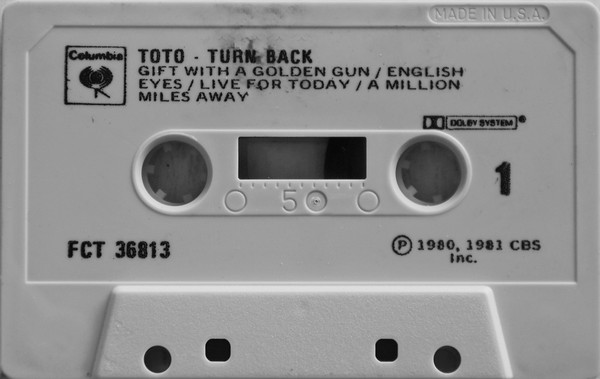 MADE IN U.S.A.
Columbia
TOTO - TURN BACK
GIFT WITH A GOLDEN GUN / ENGLISH
EYES / LIVE FOR TODAY / A MILLION
MILES AWAY
DOLBY SYSTEM ®
1
5
FCT 36813
Ⓟ 1980, 1981 CBS
Inc.